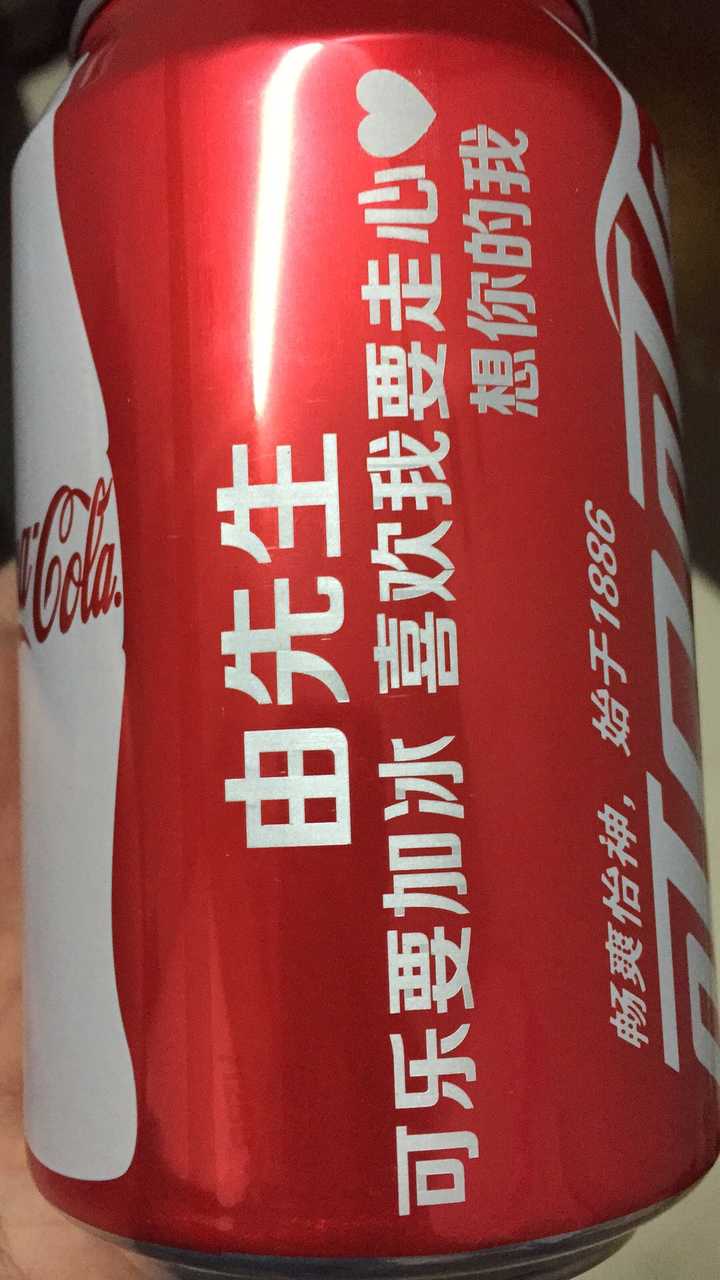 由先生
可乐要加冰 喜欢我要走心♥
想你的我
畅爽怡神，始于1886
Cola.